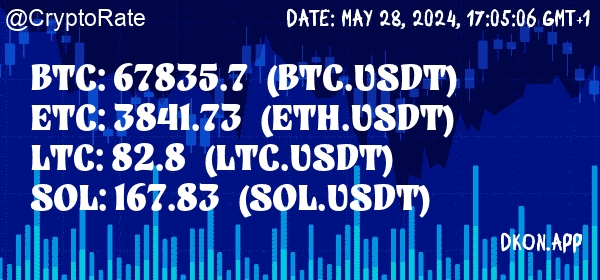 @CryptoRate
DATE: MAY 28, 2024, 17:05:06 GMT+1
BTC: 67835.7 (BTC.USDT)
ETC: 3841.73 (ETH.USDT)
LTC: 82.8 (LTC.USDT)
SOL: 167.83 (SOL.USDT)
DKON.APP